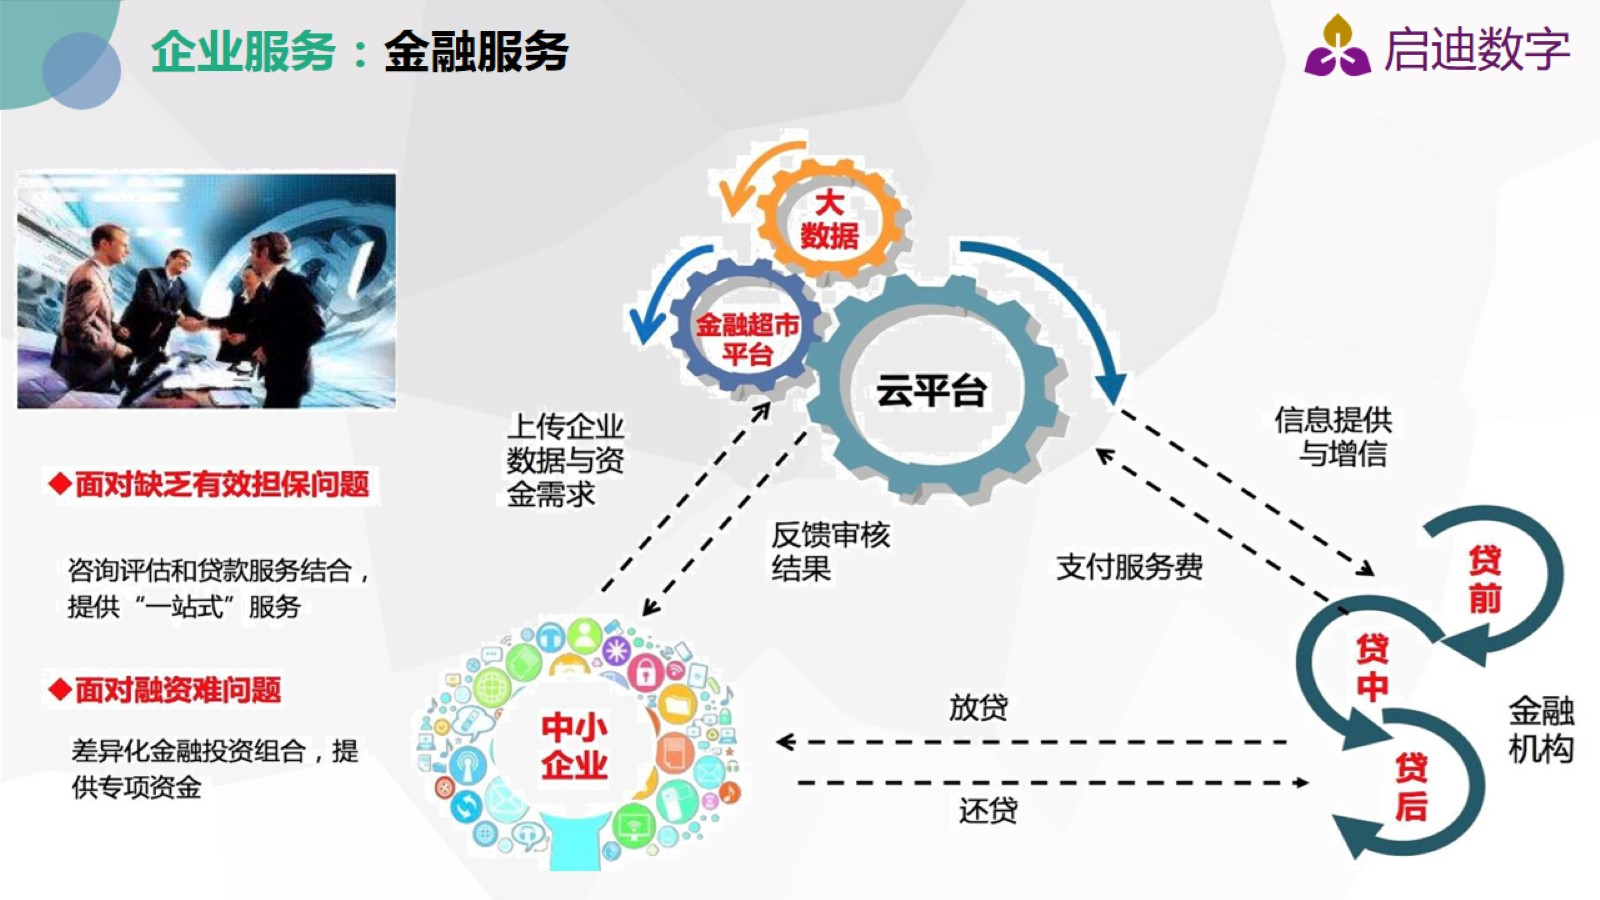 企业服务：金融服务
启迪数字
大
数据
金融超市
平台
云平台
上传企业
数据与资
金需求
反馈审核
结果
信息提供
与增信
支付服务费
◆面对缺乏有效担保问题
咨询评估和贷款服务结合，
提供“一站式”服务
◆面对融资难问题
差异化金融投资组合，提
供专项资金
中小
企业
放贷
还贷
贷
前
贷
中
贷
后
金融
机构